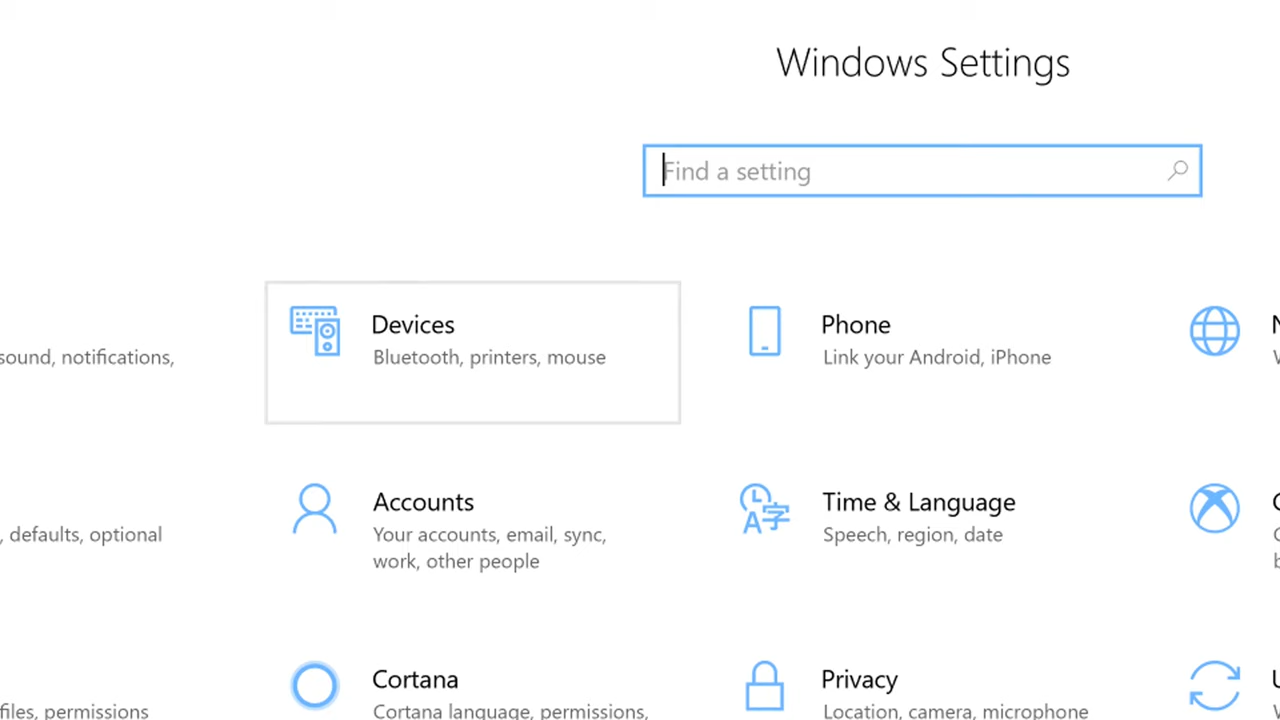 Windows Settings
Find a setting
Devices
Bluetooth, printers, mouse
Phone
Link your Android, iPhone
sound, notifications,
Accounts
Your accounts, email, sync,
work, other people
Time & Language
Speech, region, date
, defaults, optional
Cortana
Cortana language, permissions,
Privacy
Location, camera, microphone
files, permissions